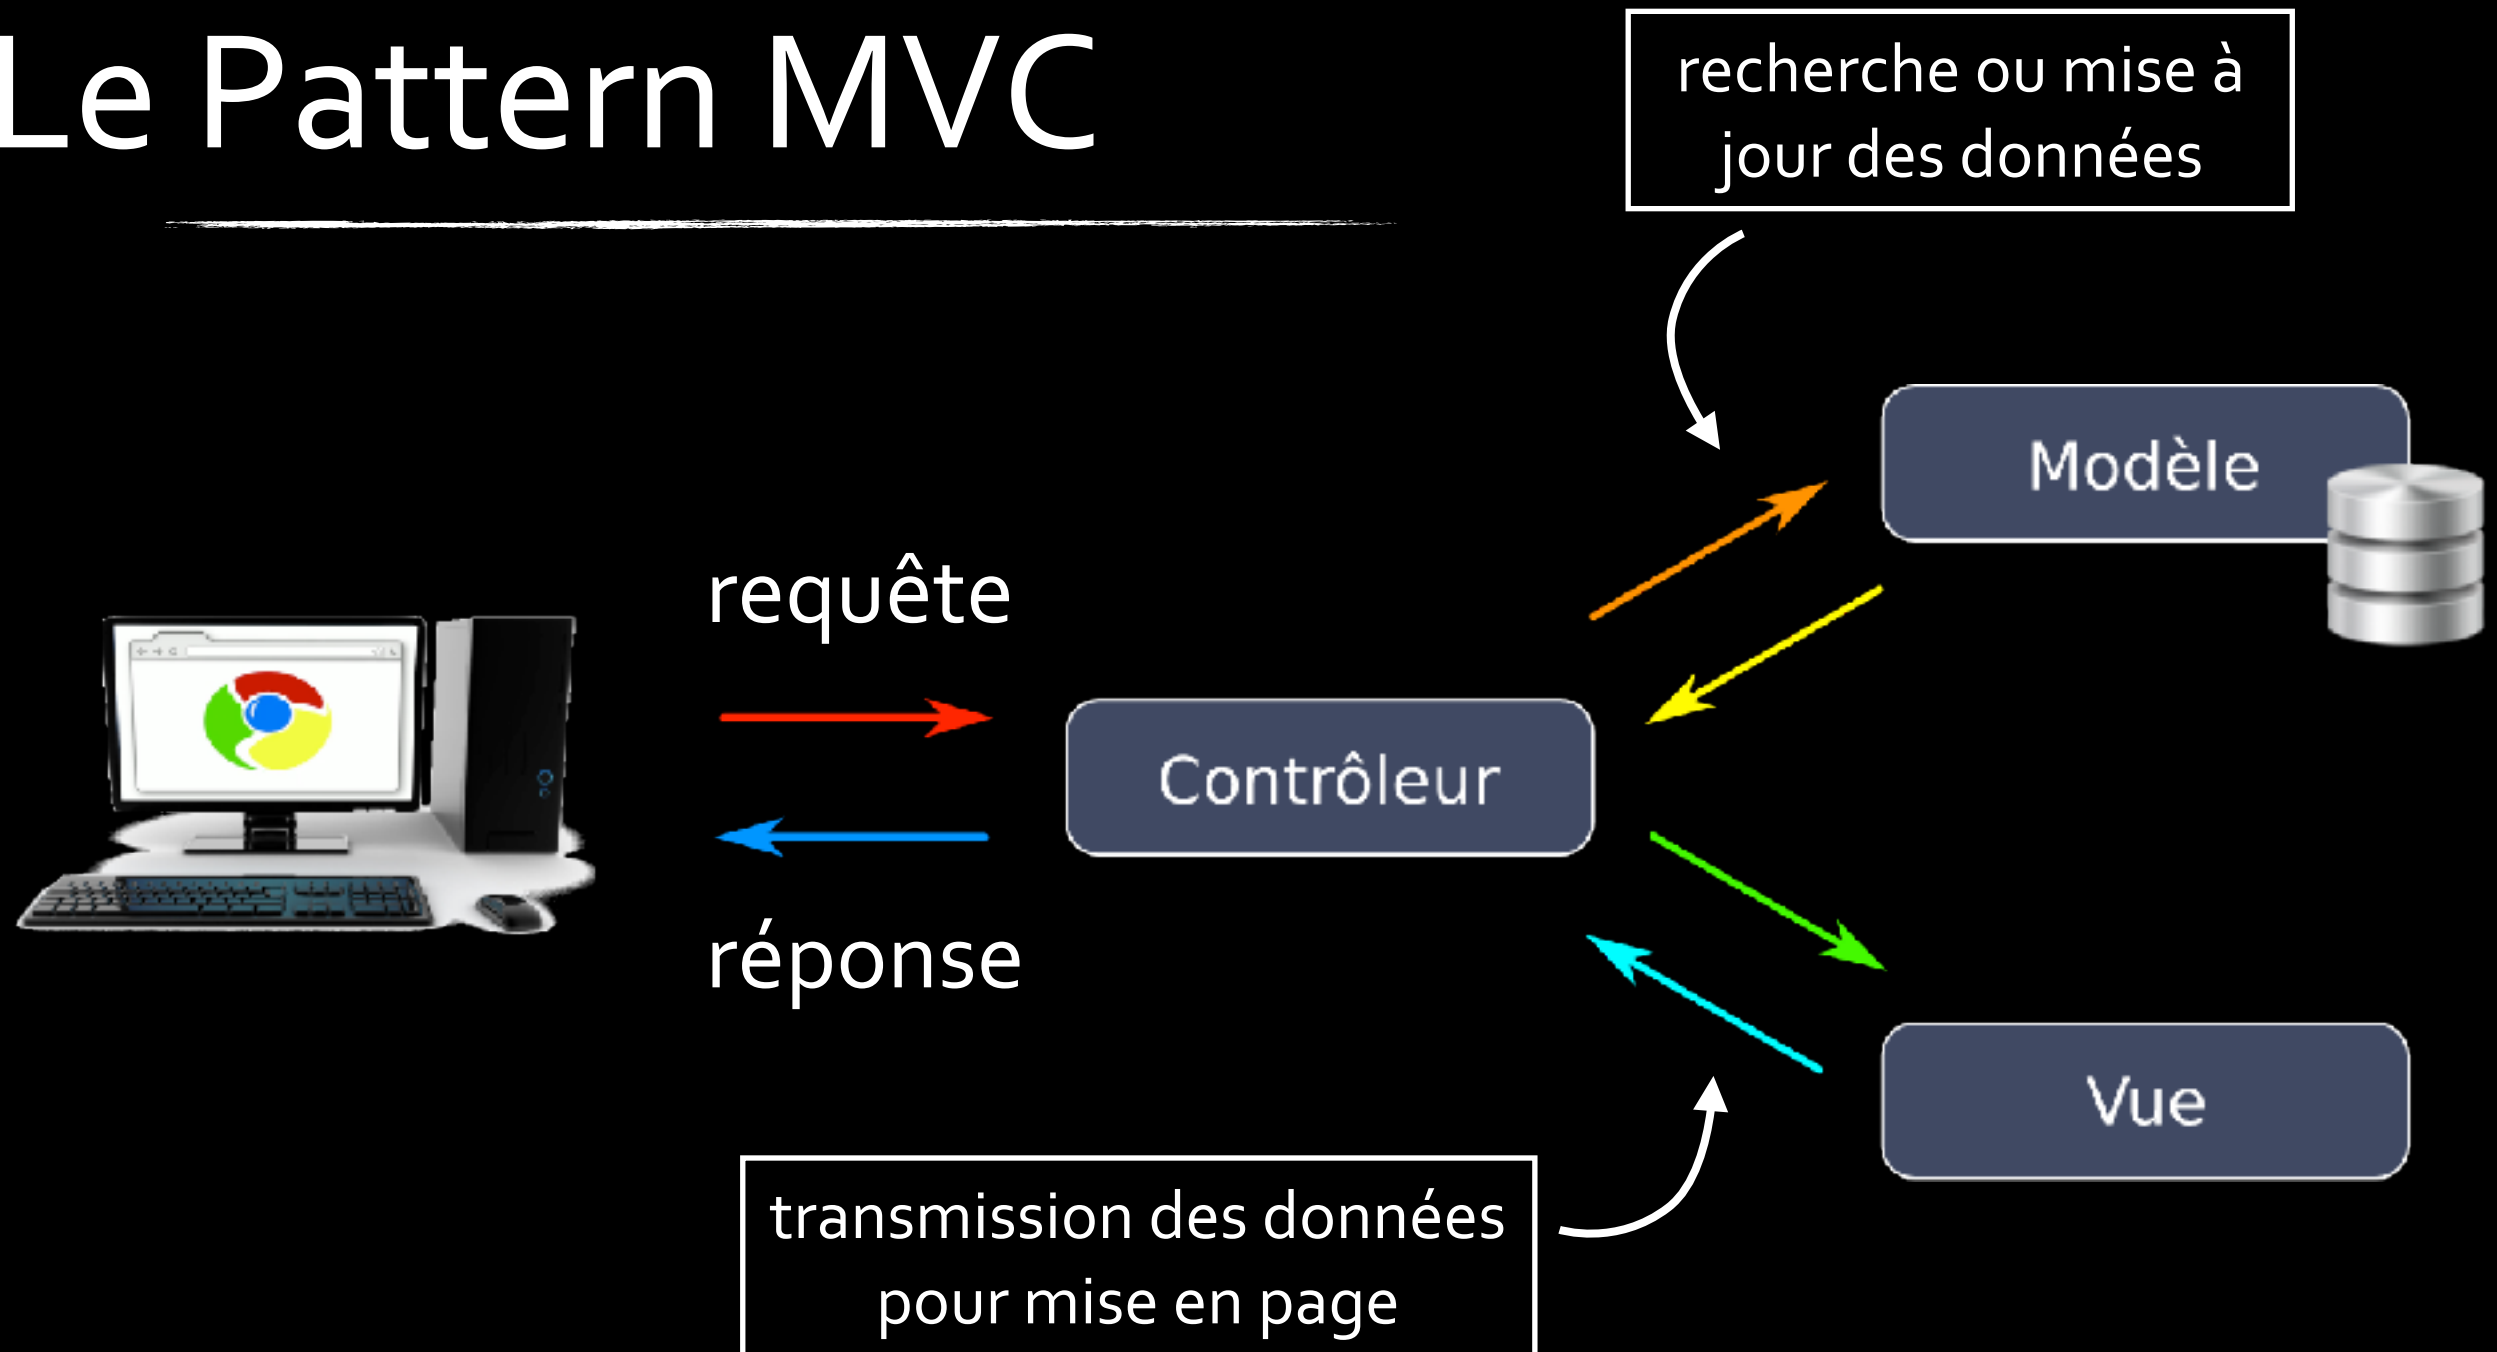 Le Pattern MVC
recherche ou mise à
jour des données
Modèle
requête
Contrôleur
réponse
Vue
transmission des données
pour mise en page